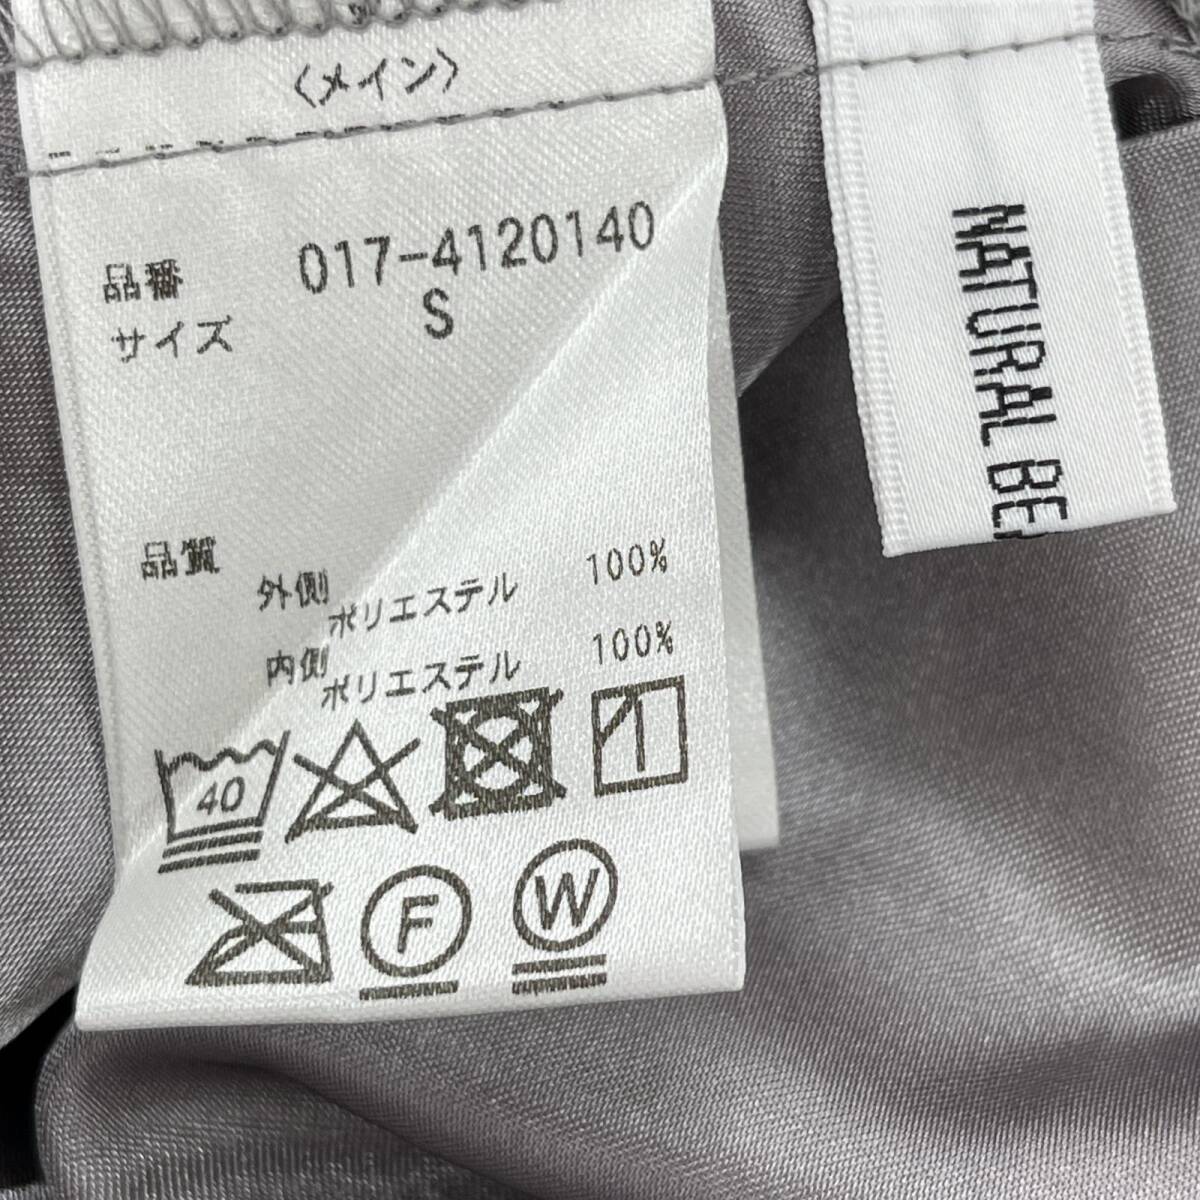 〈メイン〉
品番 017-4120140
サイズ S
品質
外側
ポリエステル 100%
内側
ポリエステル 100%
40
F
W
NATURAL BE